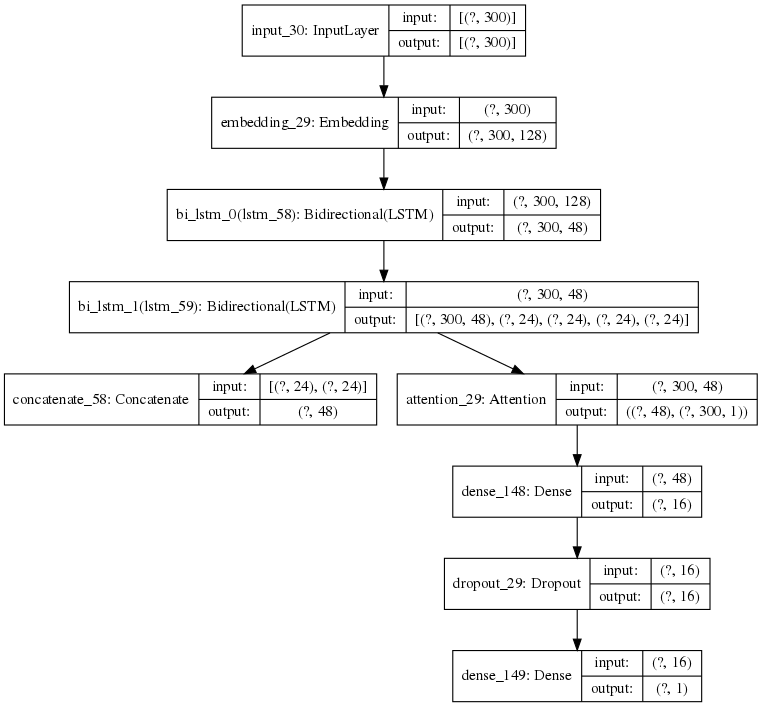 input_30: InputLayer
input:
[(?, 300)]
output:
[(?, 300)]
embedding_29: Embedding
input:
(?, 300)
output:
(?, 300, 128)
bi_lstm_0(lstm_58): Bidirectional(LSTM)
input:
(?, 300, 128)
output:
(?, 300, 48)
bi_lstm_1(lstm_59): Bidirectional(LSTM)
input:
(?, 300, 48)
output:
[(?, 300, 48), (?, 24), (?, 24), (?, 24), (?, 24)]
concatenate_58: Concatenate
input:
[(?, 24), (?, 24)]
output:
(?, 48)
attention_29: Attention
input:
(?, 300, 48)
output:
((?, 48), (?, 300, 1))
dense_148: Dense
input:
(?, 48)
output:
(?, 16)
dropout_29: Dropout
input:
(?, 16)
output:
(?, 16)
dense_149: Dense
input:
(?, 16)
output:
(?, 1)